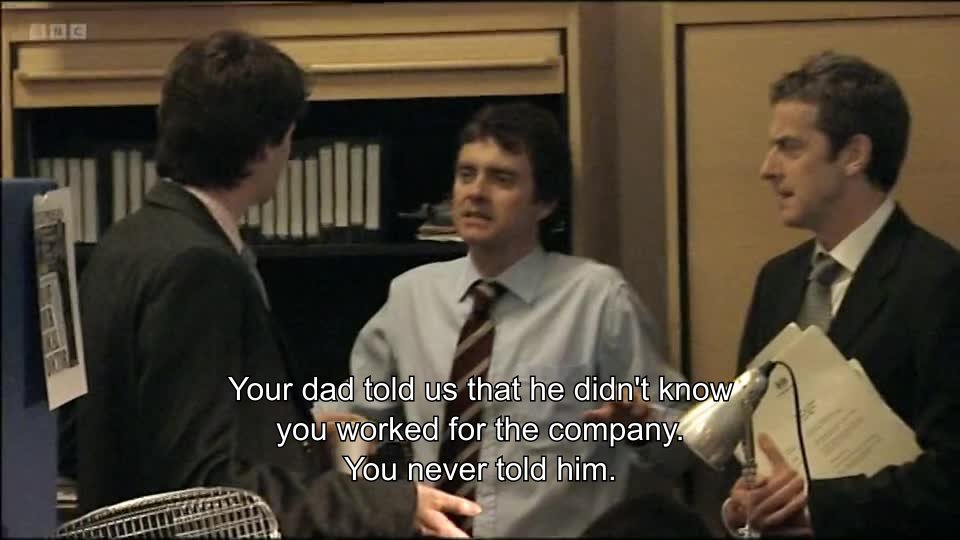 BBC
Your dad told us that he didn't know
you worked for the company.
You never told him.